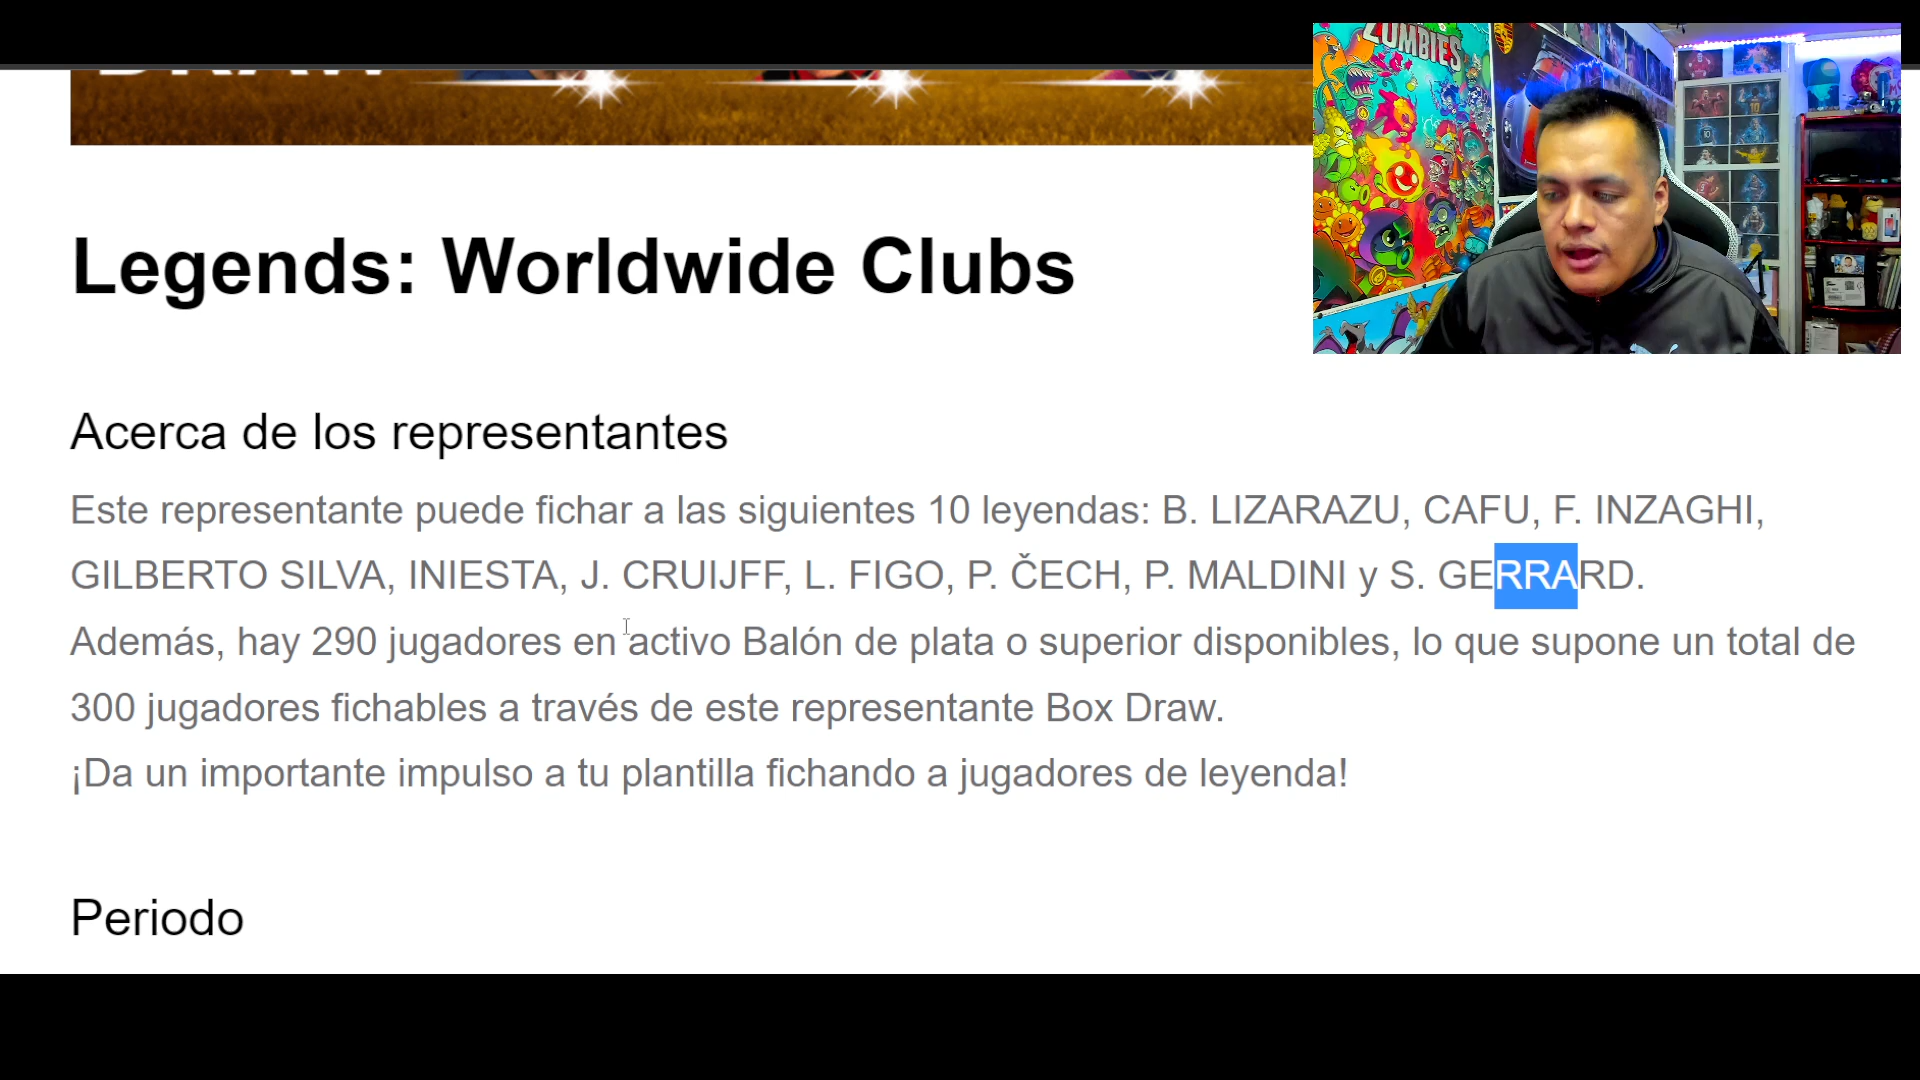 DRAW
ZOMBIES
Legends: Worldwide Clubs
Acerca de los representantes
Este representante puede fichar a las siguientes 10 leyendas: B. LIZARAZU, CAFU, F. INZAGHI,
GILBERTO SILVA, INIESTA, J. CRUIJFF, L. FIGO, P. ČECH, P. MALDINI y S. GERRARD.
Además, hay 290 jugadores en activo Balón de plata o superior disponibles, lo que supone un total de
300 jugadores fichables a través de este representante Box Draw.
¡Da un importante impulso a tu plantilla fichando a jugadores de leyenda!
Periodo